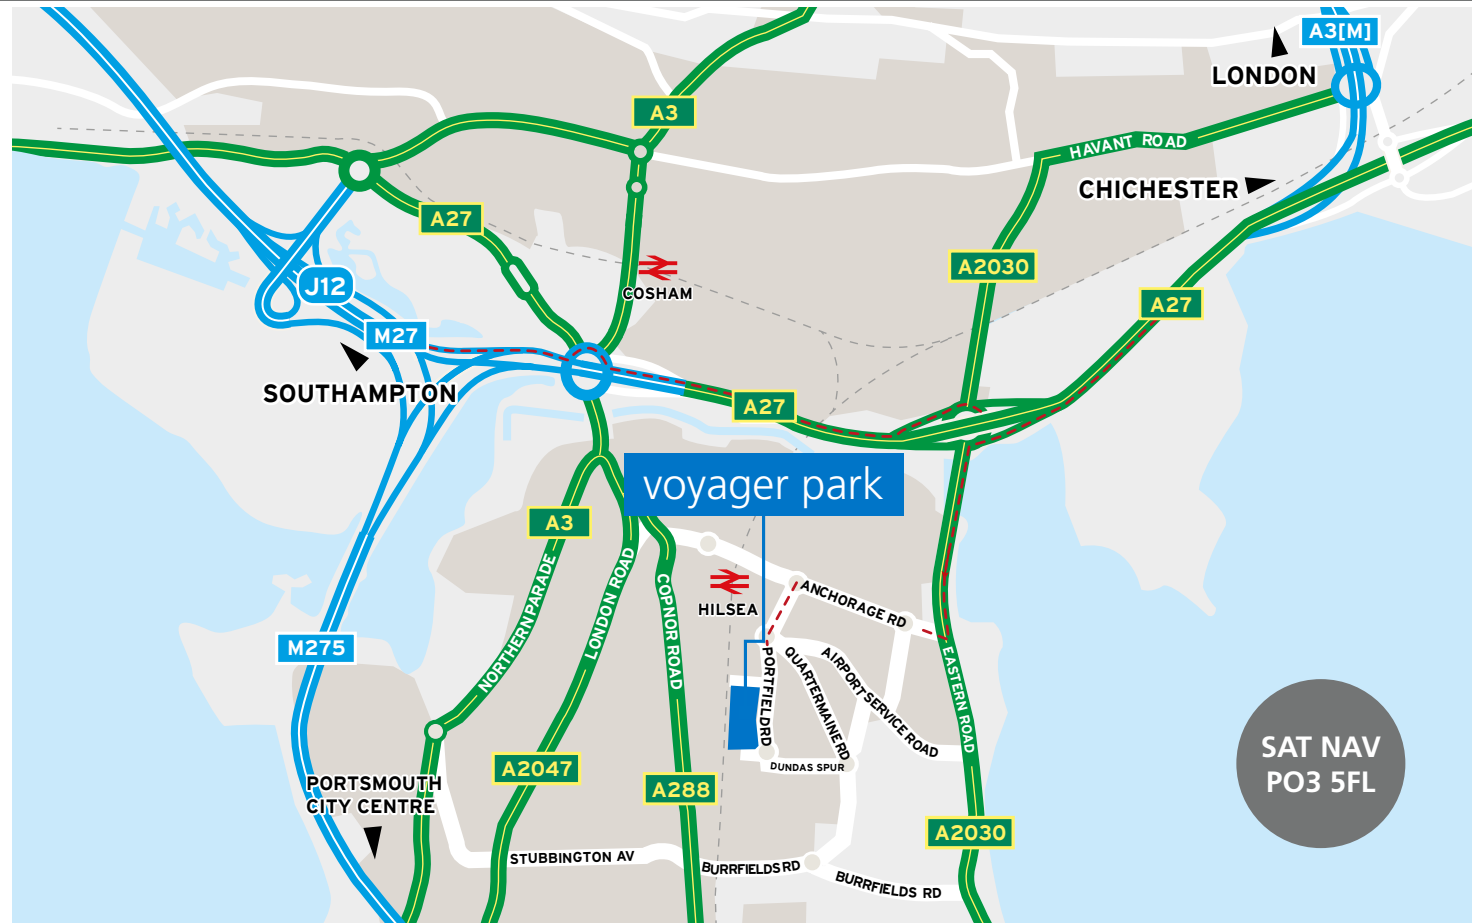 A3[M]
LONDON
A3
HAVANT ROAD
CHICHESTER
A27
A2030
COSHAM
J12
A27
M27
SOUTHAMPTON
A27
voyager park
A3
NORTHERN PARADE
LONDON ROAD
COPNOR ROAD
HILSEA
ANCHORAGE RD
M275
PORTFIELD RD
QUARTERMAINE RD
AIRPORT SERVICE ROAD
EASTERN ROAD
DUNDAS SPUR
A2047
A288
PORTSMOUTH
CITY CENTRE
SAT NAV
PO3 5FL
A2030
STUBBINGTON AV
BURRFIELDS RD
BURRFIELDS RD